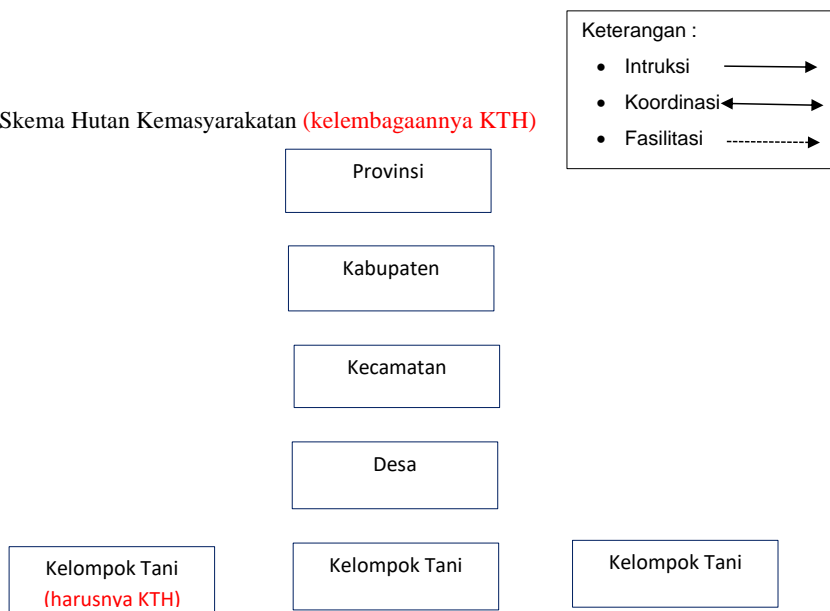 Keterangan :
• Intruksi
• Koordinasi
• Fasilitasi
Skema Hutan Kemasyarakatan (kelembagaannya KTH)
Provinsi
Kabupaten
Kecamatan
Desa
Kelompok Tani
(harusnya KTH)
Kelompok Tani
Kelompok Tani